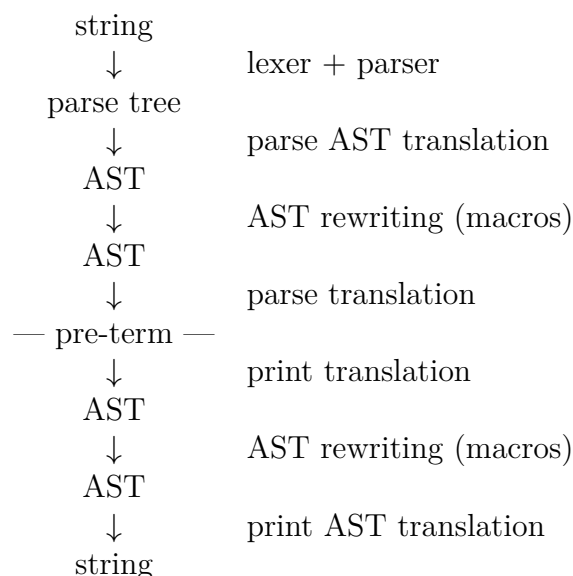 string
↓ lexer + parser
parse tree
↓ parse AST translation
AST
↓ AST rewriting (macros)
AST
↓ parse translation
— pre-term —
↓ print translation
AST
↓ AST rewriting (macros)
AST
↓ print AST translation
string